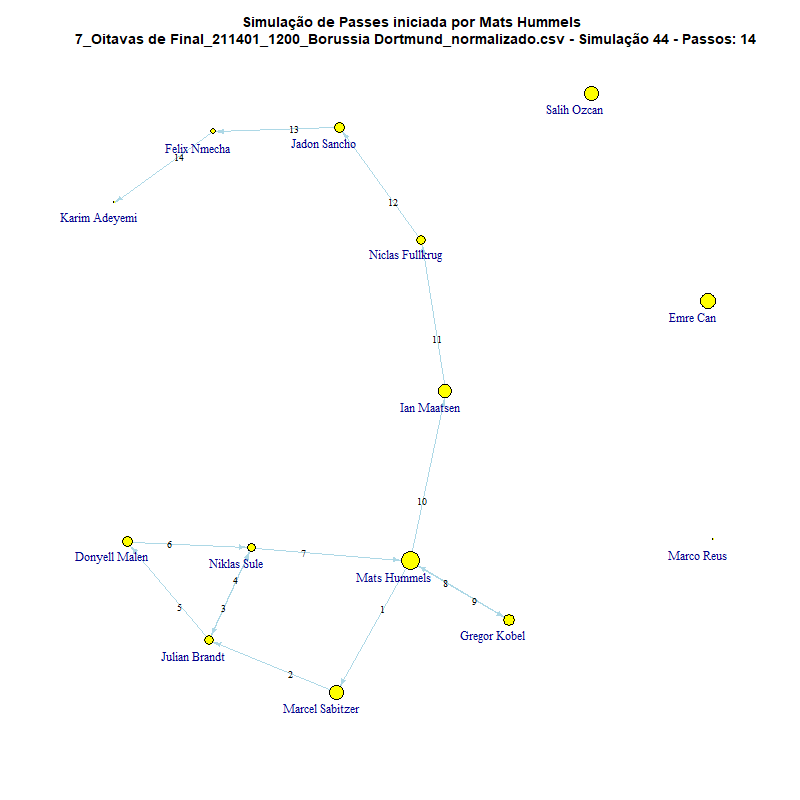 Simulação de Passes iniciada por Mats Hummels
7_Oitavas de Final_211401_1200_Borussia Dortmund_normalizado.csv - Simulação 44 - Passos: 14
Salih Ozcan
13
Jadon Sancho
Felix Nmecha
14
Karim Adeyemi
12
Niclas Fullkrug
Emre Can
11
Ian Maatsen
10
6
7
Donyell Malen
Niklas Sule
Marco Reus
Mats Hummels
4
8
5
3
1
9
Gregor Kobel
Julian Brandt
2
Marcel Sabitzer